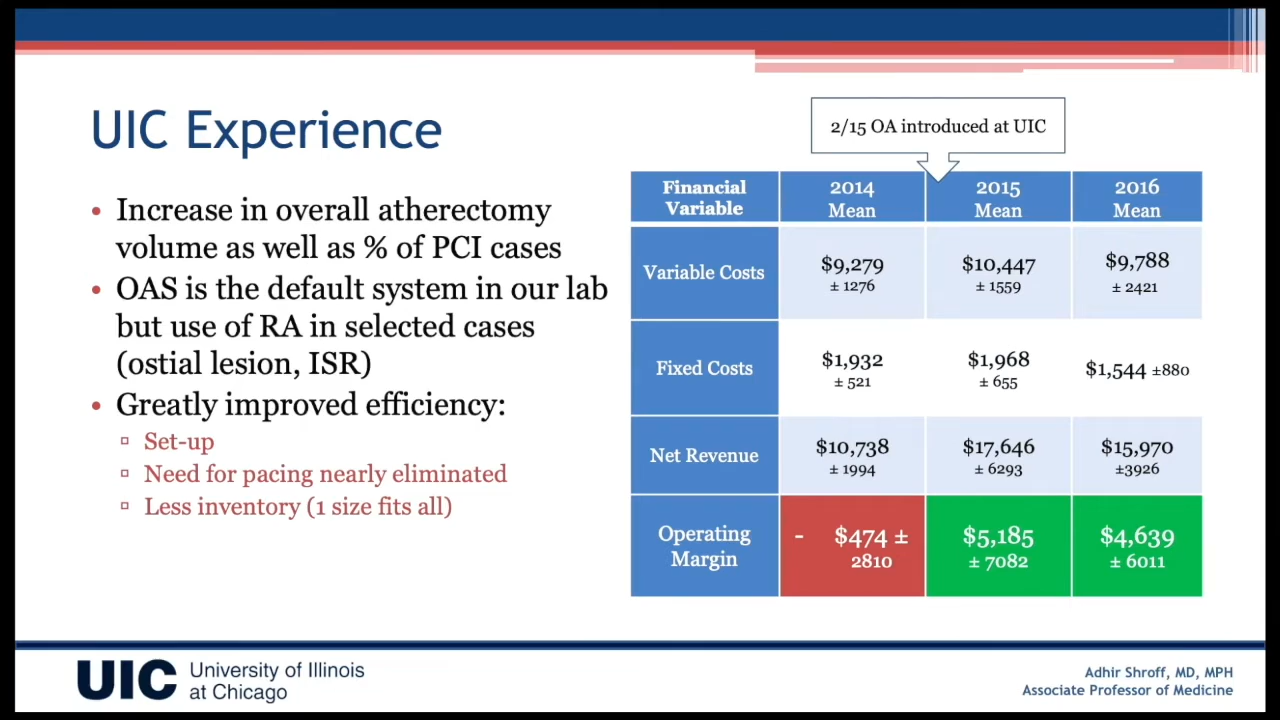 UIC Experience
• Increase in overall atherectomy
volume as well as % of PCI cases
• OAS is the default system in our lab
but use of RA in selected cases
(ostial lesion, ISR)
• Greatly improved efficiency:
▫ Set-up
▫ Need for pacing nearly eliminated
▫ Less inventory (1 size fits all)
2/15 OA introduced at UIC
Financial Variable 2014 Mean 2015 Mean 2016 Mean
Variable Costs $9,279 ± 1276 $10,447 ± 1559 $9,788 ± 2421
Fixed Costs $1,932 ± 521 $1,968 ± 655 $1,544 ±880
Net Revenue $10,738 ± 1994 $17,646 ± 6293 $15,970 ±3926
Operating Margin - $474 ± 2810 $5,185 ± 7082 $4,639 ± 6011
UIC University of Illinois
at Chicago
Adhir Shroff, MD, MPH
Associate Professor of Medicine